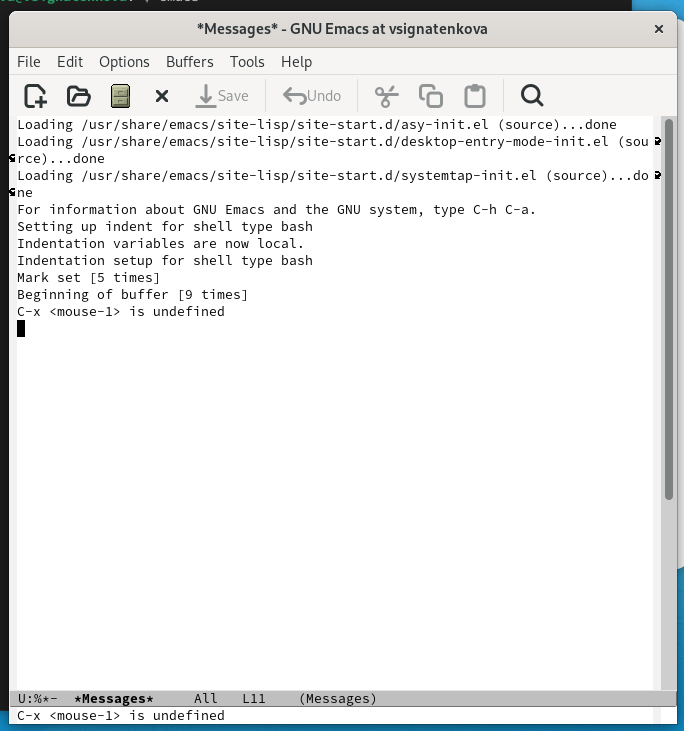 *Messages* - GNU Emacs at vsignatenkova
File Edit Options Buffers Tools Help
Save Undo
Loading /usr/share/emacs/site-lisp/site-start.d/asy-init.el (source)...done
Loading /usr/share/emacs/site-lisp/site-start.d/desktop-entry-mode-init.el (sou
rce)...done
Loading /usr/share/emacs/site-lisp/site-start.d/systemtap-init.el (source)...do
ne
For information about GNU Emacs and the GNU system, type C-h C-a.
Setting up indent for shell type bash
Indentation variables are now local.
Indentation setup for shell type bash
Mark set [5 times]
Beginning of buffer [9 times]
C-x <mouse-1> is undefined
U:%*- *Messages* All L11 (Messages)
C-x <mouse-1> is undefined